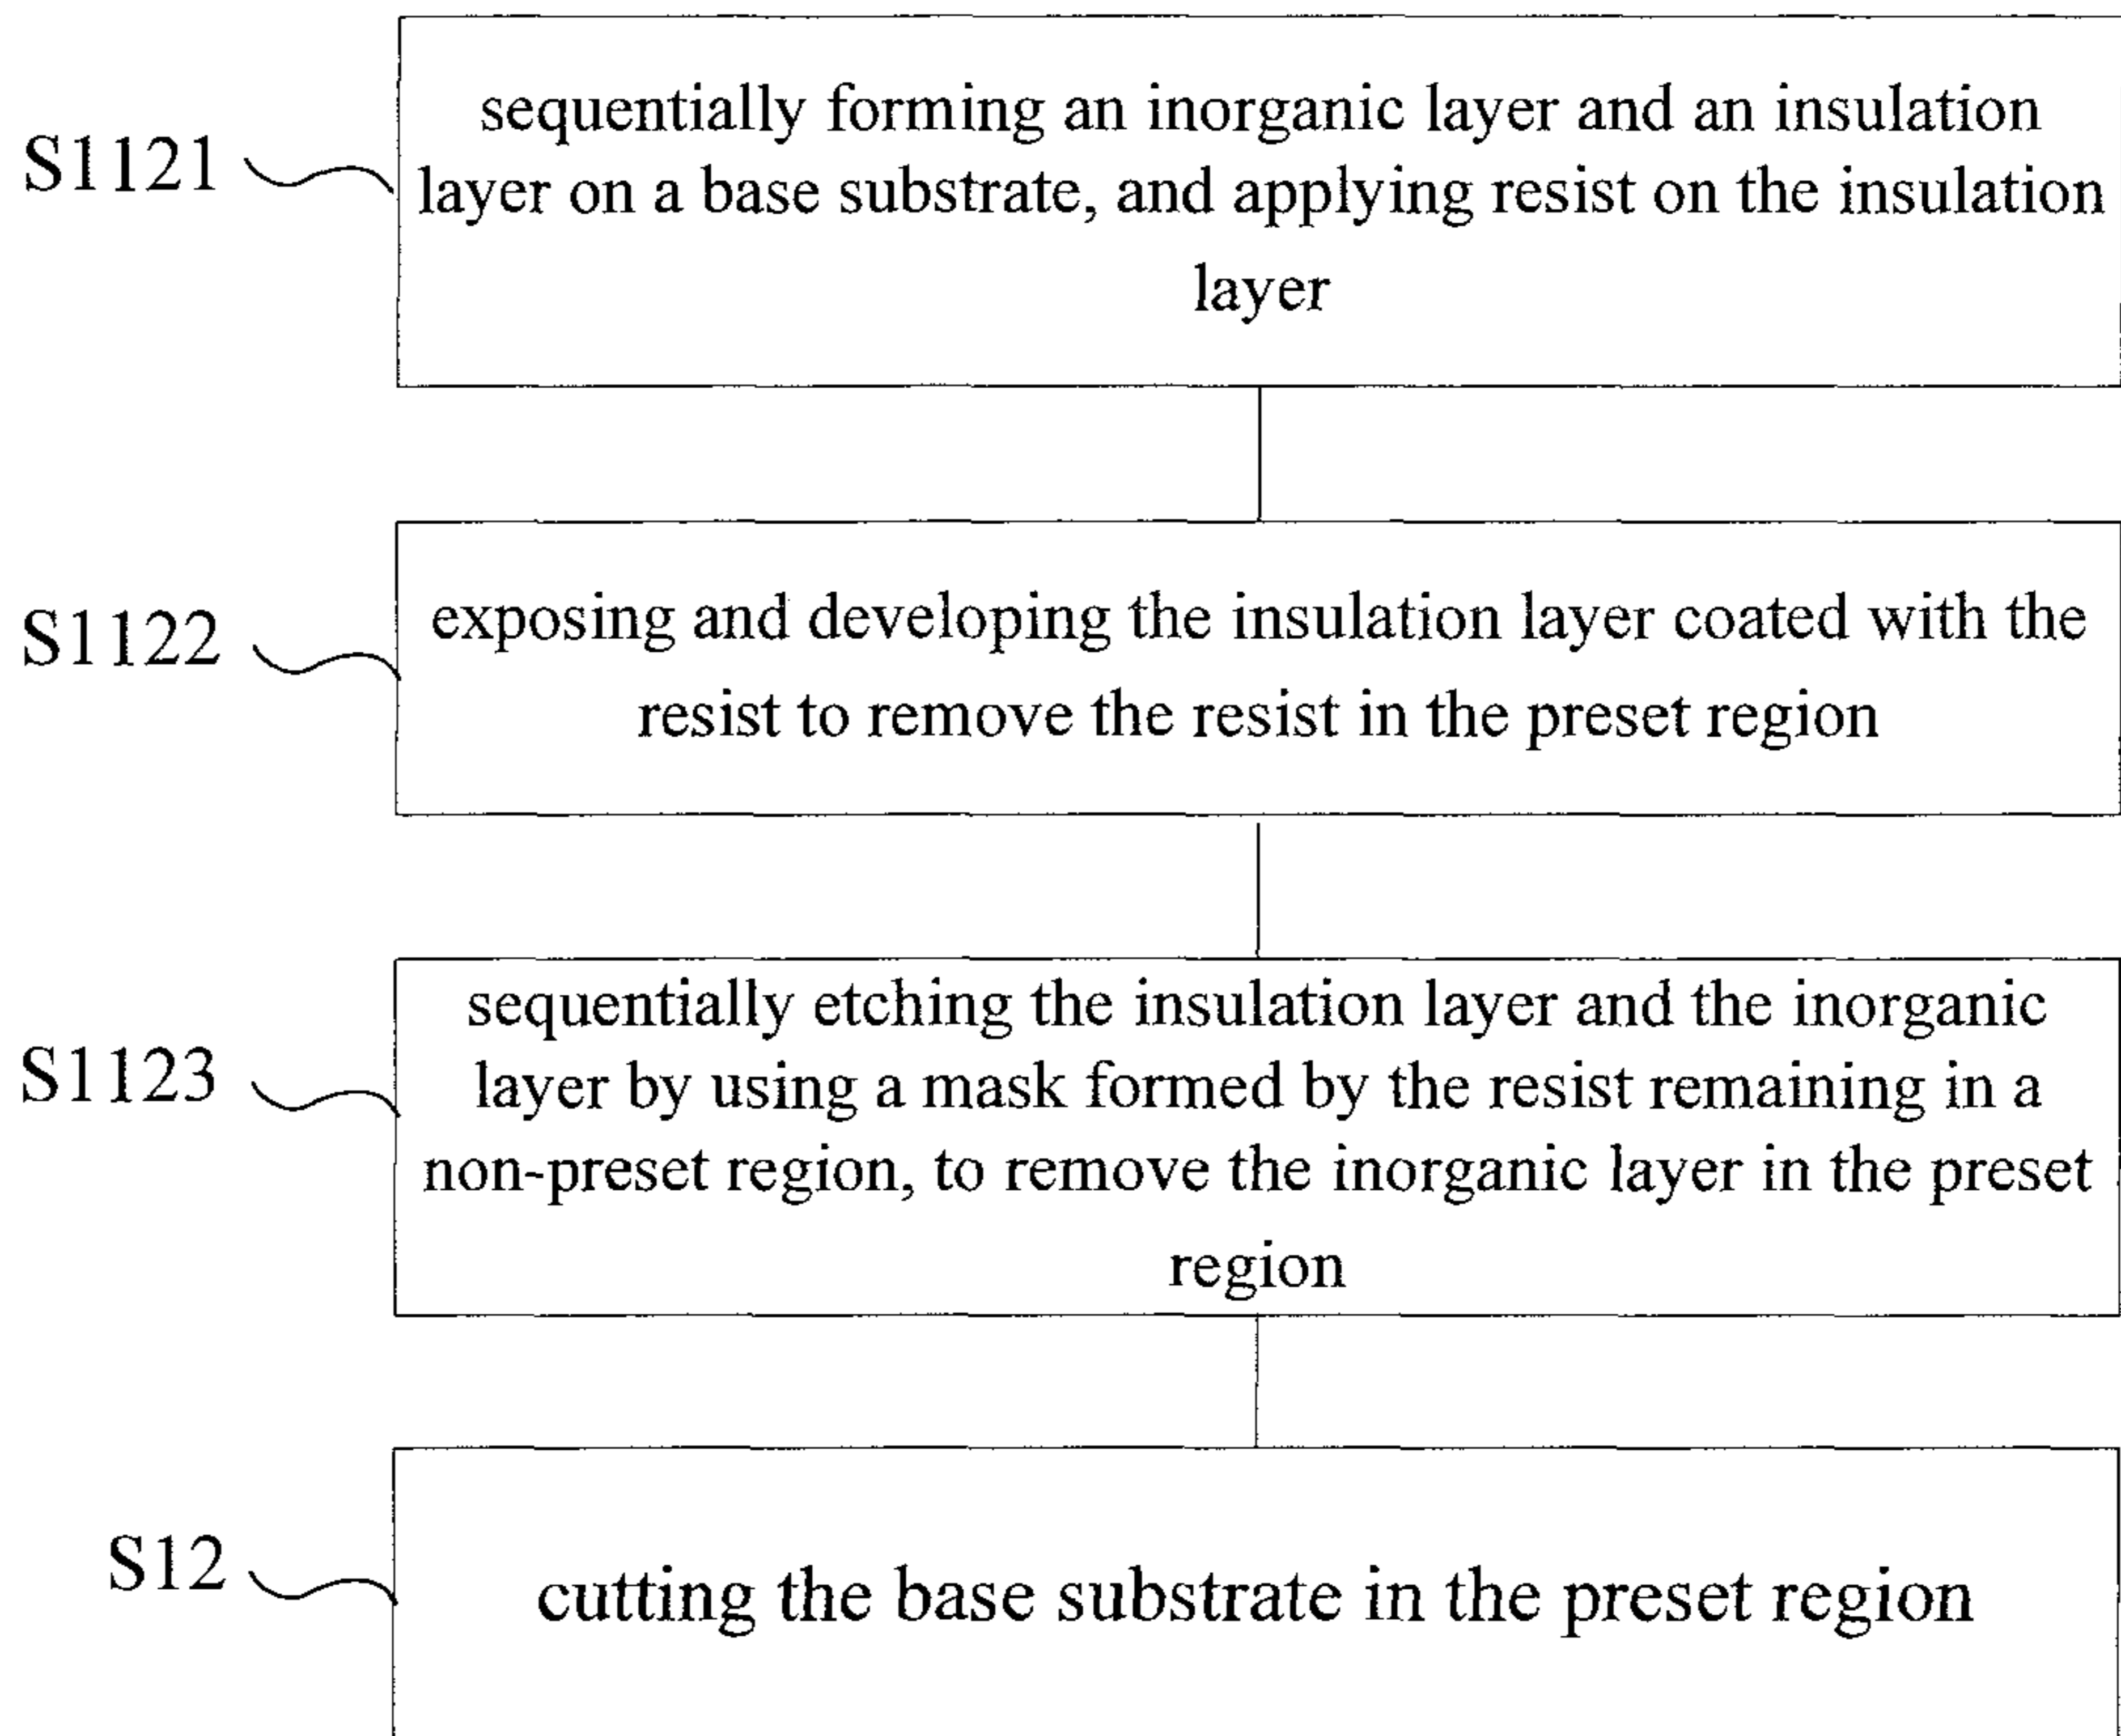 S1121
sequentially forming an inorganic layer and an insulation
layer on a base substrate, and applying resist on the insulation
layer
S1122
exposing and developing the insulation layer coated with the
resist to remove the resist in the preset region
S1123
sequentially etching the insulation layer and the inorganic
layer by using a mask formed by the resist remaining in a
non-preset region, to remove the inorganic layer in the preset
region
S12
cutting the base substrate in the preset region